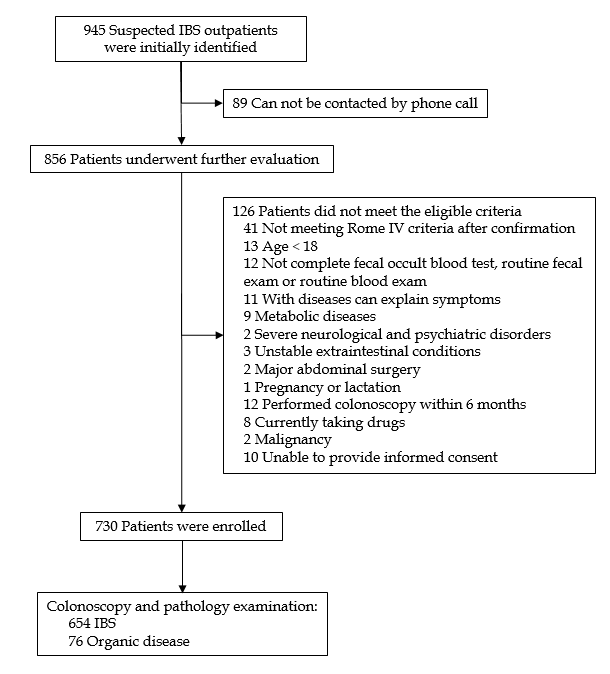 945 Suspected IBS outpatients
were initially identified
89 Can not be contacted by phone call
856 Patients underwent further evaluation
126 Patients did not meet the eligible criteria
41 Not meeting Rome IV criteria after confirmation
13 Age < 18
12 Not complete fecal occult blood test, routine fecal
exam or routine blood exam
11 With diseases can explain symptoms
9 Metabolic diseases
2 Severe neurological and psychiatric disorders
3 Unstable extraintestinal conditions
2 Major abdominal surgery
1 Pregnancy or lactation
12 Performed colonoscopy within 6 months
8 Currently taking drugs
2 Malignancy
10 Unable to provide informed consent
730 Patients were enrolled
Colonoscopy and pathology examination:
654 IBS
76 Organic disease